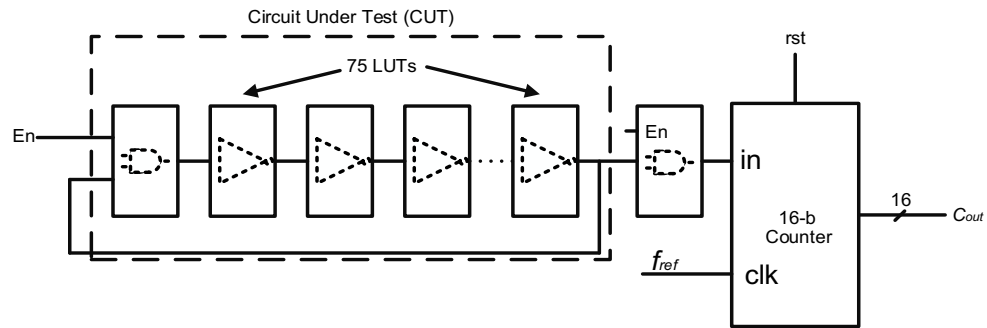 Circuit Under Test (CUT)
75 LUTs
rst
En
En
in
16-b
Counter
16
Cout
fref
clk